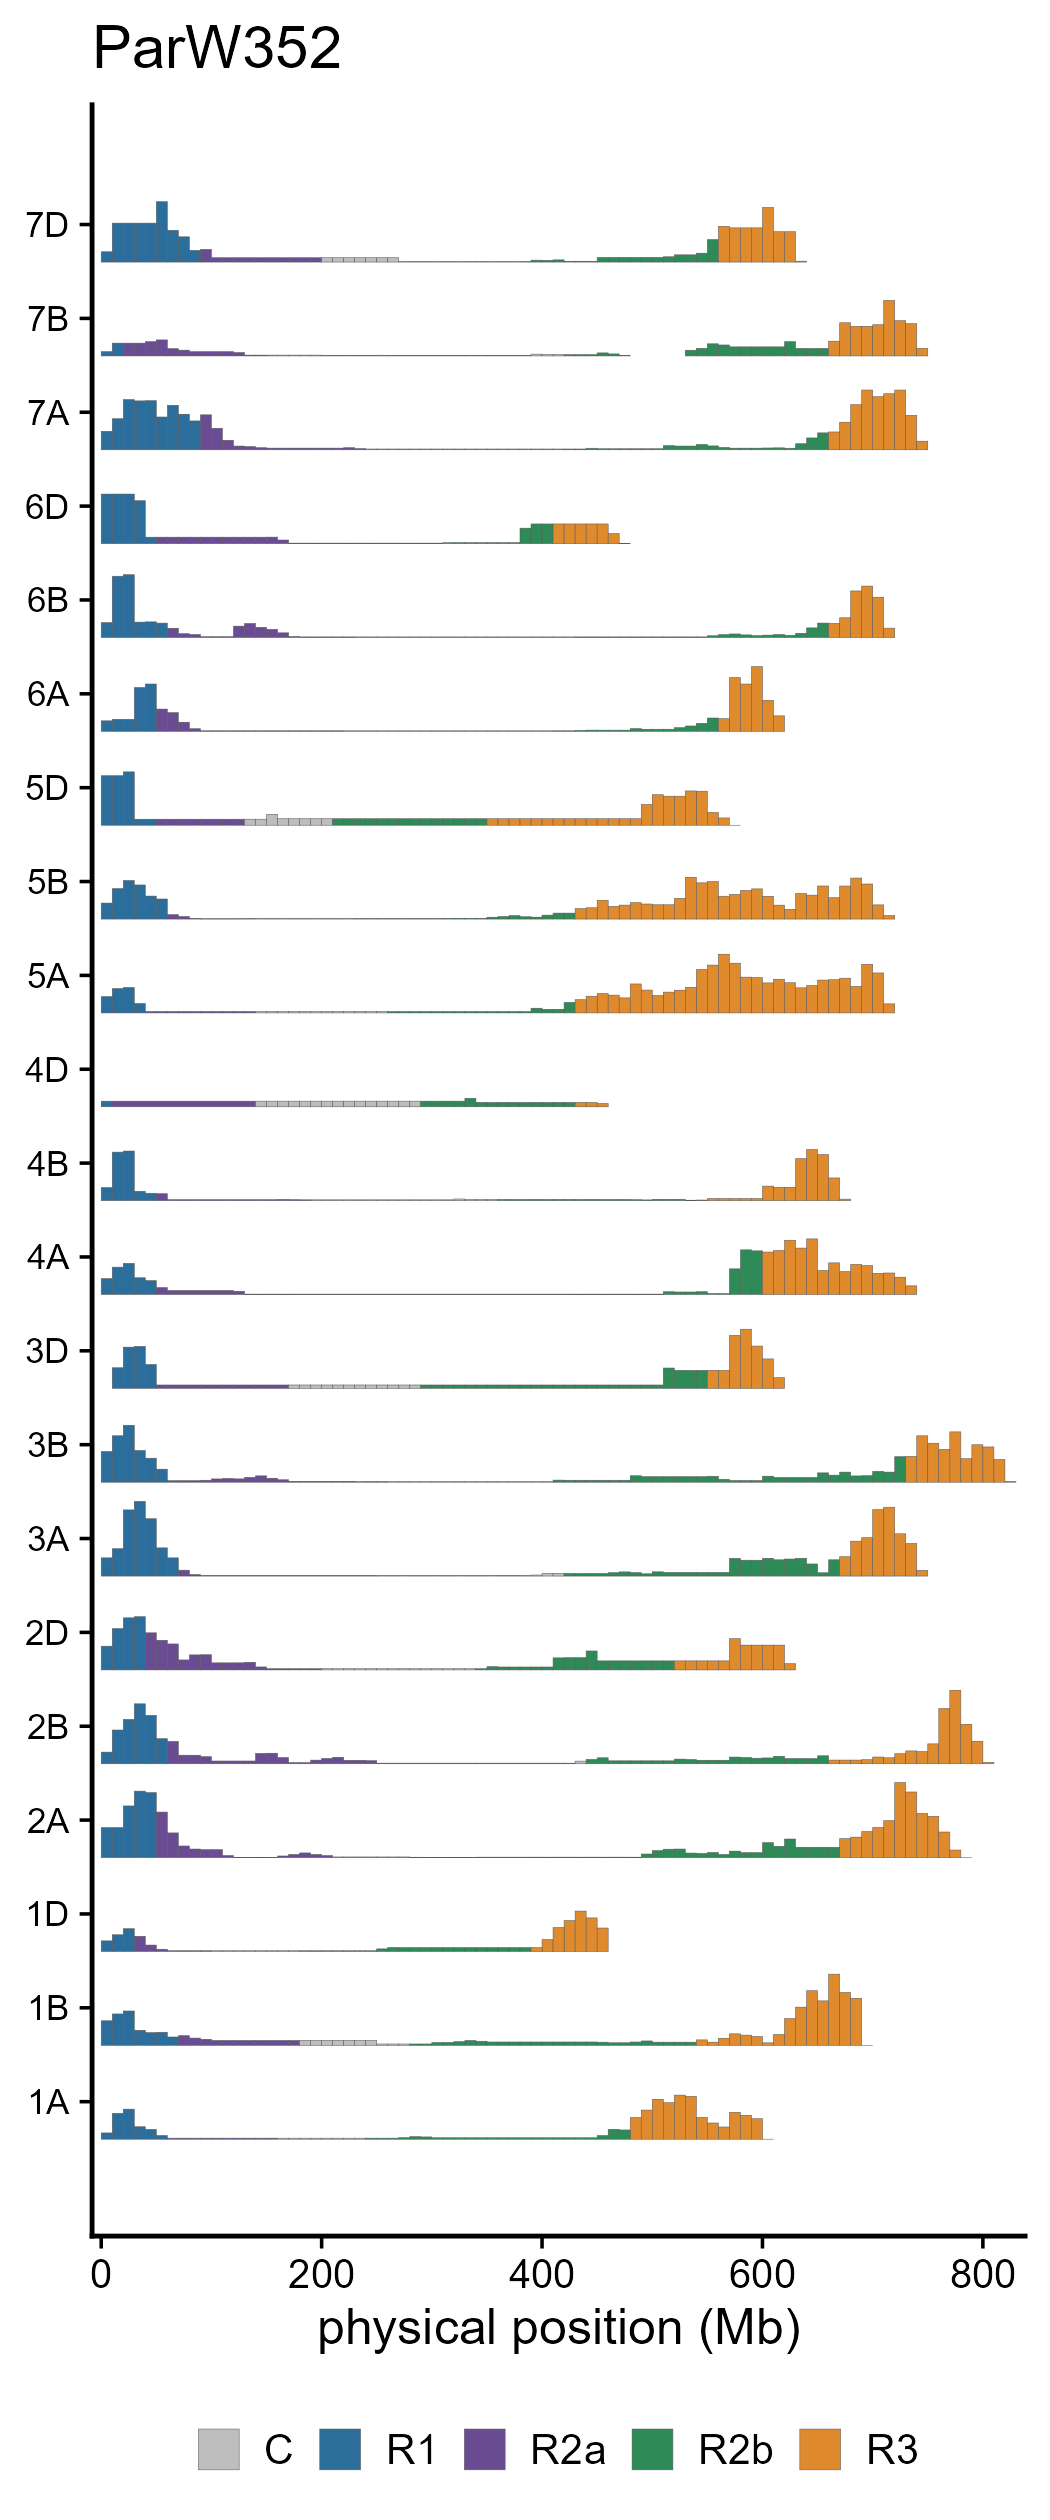 ParW352
7D
7B
7A
6D
6B
6A
5D
5B
5A
4D
4B
4A
3D
3B
3A
2D
2B
2A
1D
1B
1A
0 200 400 600 800
physical position (Mb)
C R1 R2a R2b R3